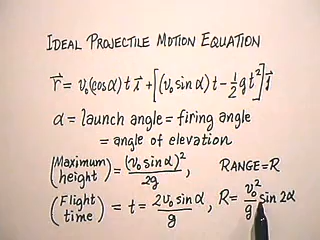 IDEAL PROJECTILE MOTION EQUATION
r⃗ = v₀(cos α) t i⃗ + [(v₀ sin α) t - 1/2 gt²] j⃗
α = launch angle = firing angle
= angle of elevation
(Maximum height) = (v₀ sin α)²/2g, RANGE = R
(Flight time) = t = 2v₀ sin α/g, R = v₀²/g sin 2α